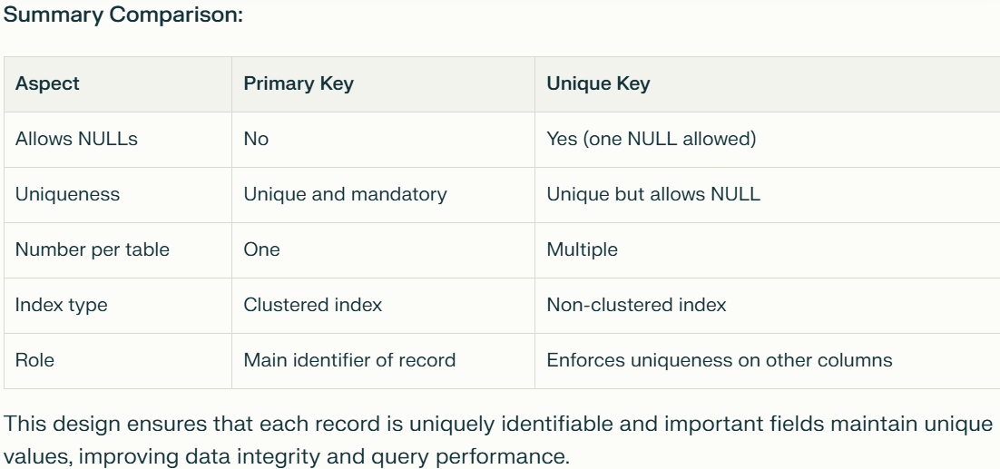 Summary Comparison:
Aspect Primary Key Unique Key
Allows NULLs No Yes (one NULL allowed)
Uniqueness Unique and mandatory Unique but allows NULL
Number per table One Multiple
Index type Clustered index Non-clustered index
Role Main identifier of record Enforces uniqueness on other columns
This design ensures that each record is uniquely identifiable and important fields maintain unique
values, improving data integrity and query performance.